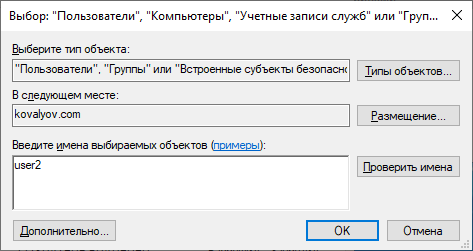 Выбор: "Пользователи", "Компьютеры", "Учетные записи служб" или "Груп...
Выберите тип объекта:
"Пользователи", "Группы" или "Встроенные субъекты безопасно
Типы объектов...
В следующем месте:
kovalyov.com
Размещение...
Введите имена выбираемых объектов (примеры):
user2
Проверить имена
Дополнительно...
OK
Отмена